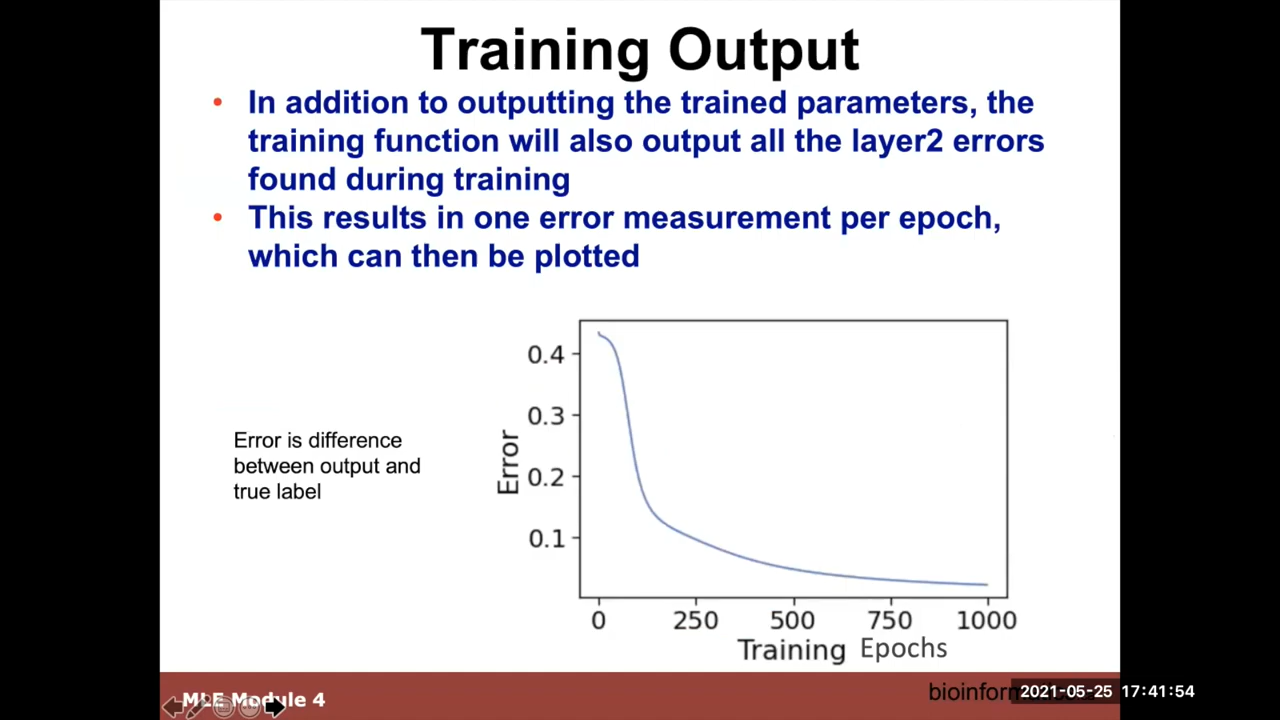 Training Output
• In addition to outputting the trained parameters, the
training function will also output all the layer2 errors
found during training
• This results in one error measurement per epoch,
which can then be plotted
Error is difference
between output and
true label
Error
0.4
0.3
0.2
0.1
0 250 500 750 1000
Training Epochs
MLE Module 4
2021-05-25 17:41:54